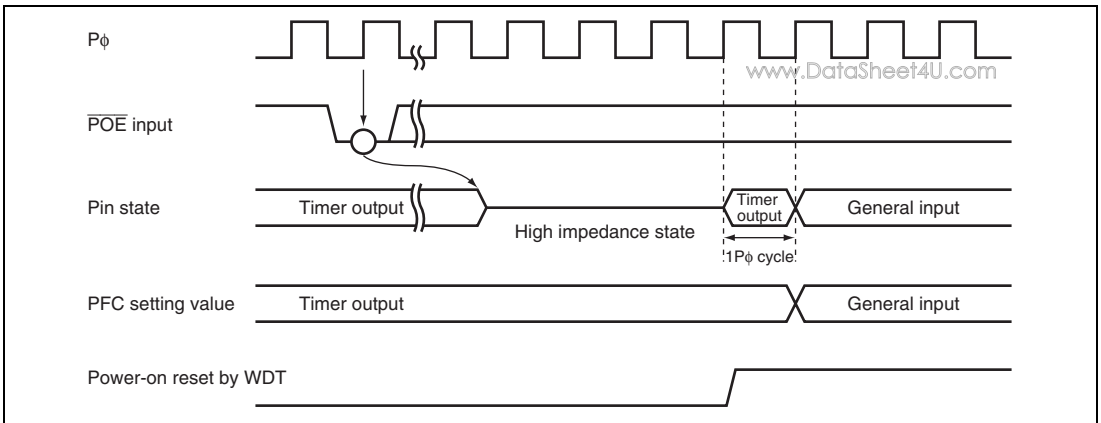 Pϕ
www.DataSheet4U.com
POE input
Pin state
Timer output
High impedance state
Timer
output
General input
1Pϕ cycle
PFC setting value
Timer output
General input
Power-on reset by WDT